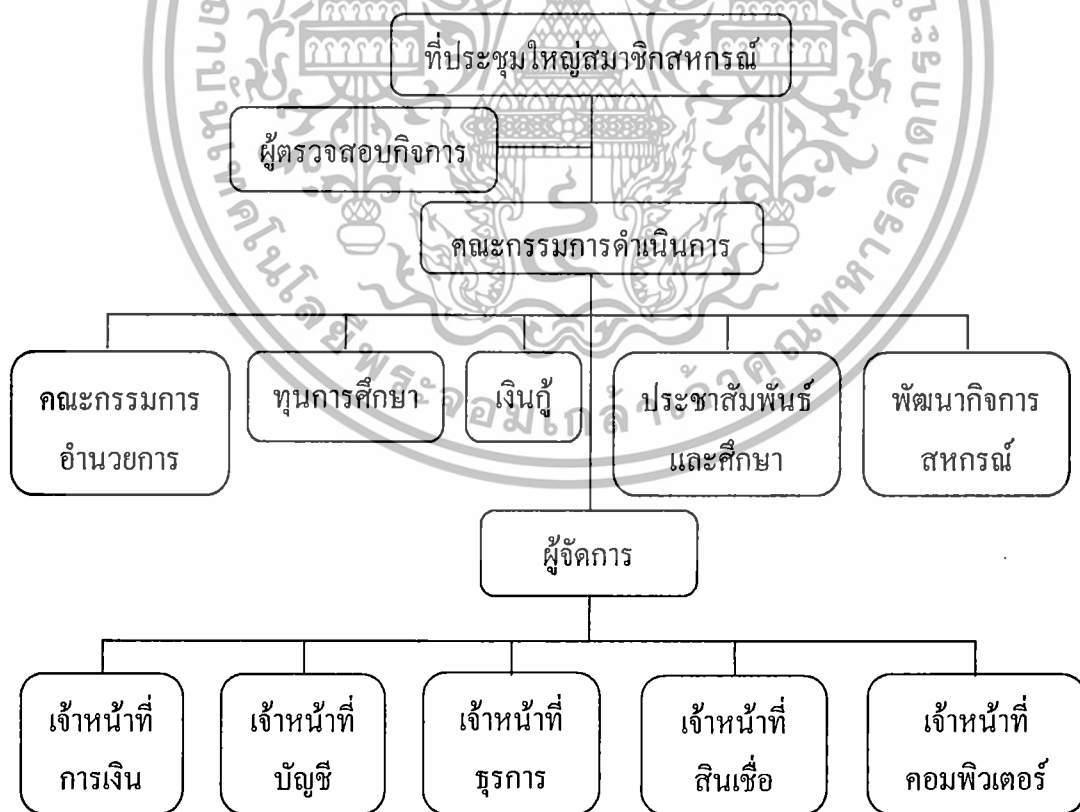 ที่ประชุมใหญ่สมาชิกสหกรณ์
ผู้ตรวจสอบกิจการ
คณะกรรมการดำเนินการ
คณะกรรมการ
อำนวยการ
ทุนการศึกษา
เงินกู้
ประชาสัมพันธ์
และศึกษา
พัฒนากิจการ
สหกรณ์
ผู้จัดการ
เจ้าหน้าที่
การเงิน
เจ้าหน้าที่
บัญชี
เจ้าหน้าที่
ธุรการ
เจ้าหน้าที่
สินเชื่อ
เจ้าหน้าที่
คอมพิวเตอร์